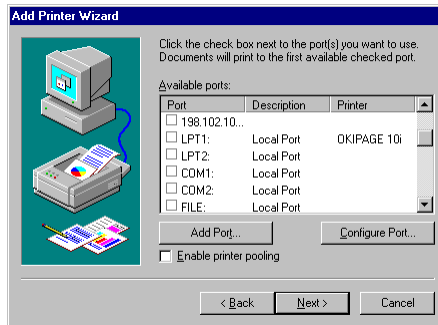 Add Printer Wizard
Click the check box next to the port(s) you want to use.
Documents will print to the first available checked port.
Available ports:
Port Description Printer
198.102.10...
LPT1: Local Port OKIPAGE 10i
LPT2: Local Port
COM1: Local Port
COM2: Local Port
FILE: Local Port
Add Port... Configure Port...
Enable printer pooling
< Back Next > Cancel